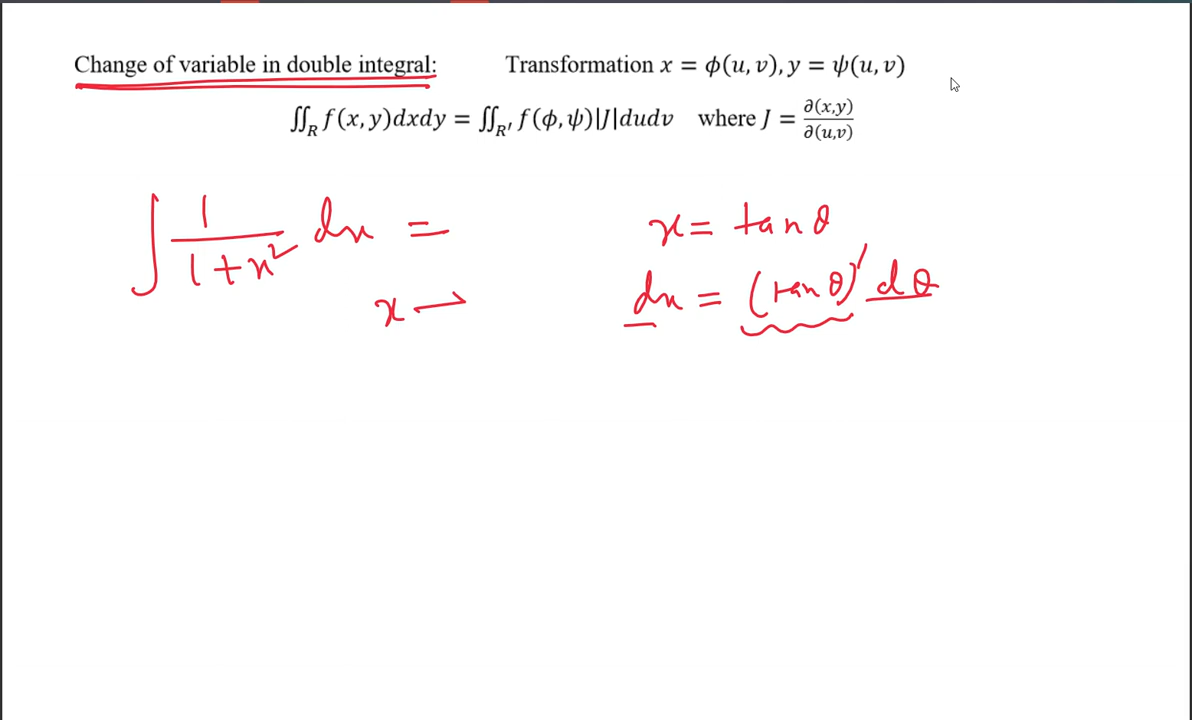 Change of variable in double integral: Transformation x = ϕ(u, v), y = ψ(u, v)
∬_R f(x, y)dxdy = ∬_R′ f(ϕ, ψ)|J|dudv where J = ∂(x,y)/∂(u,v)
∫ 1/(1+x²) dx = x = tan θ
x → dx = (tan θ)′ dθ